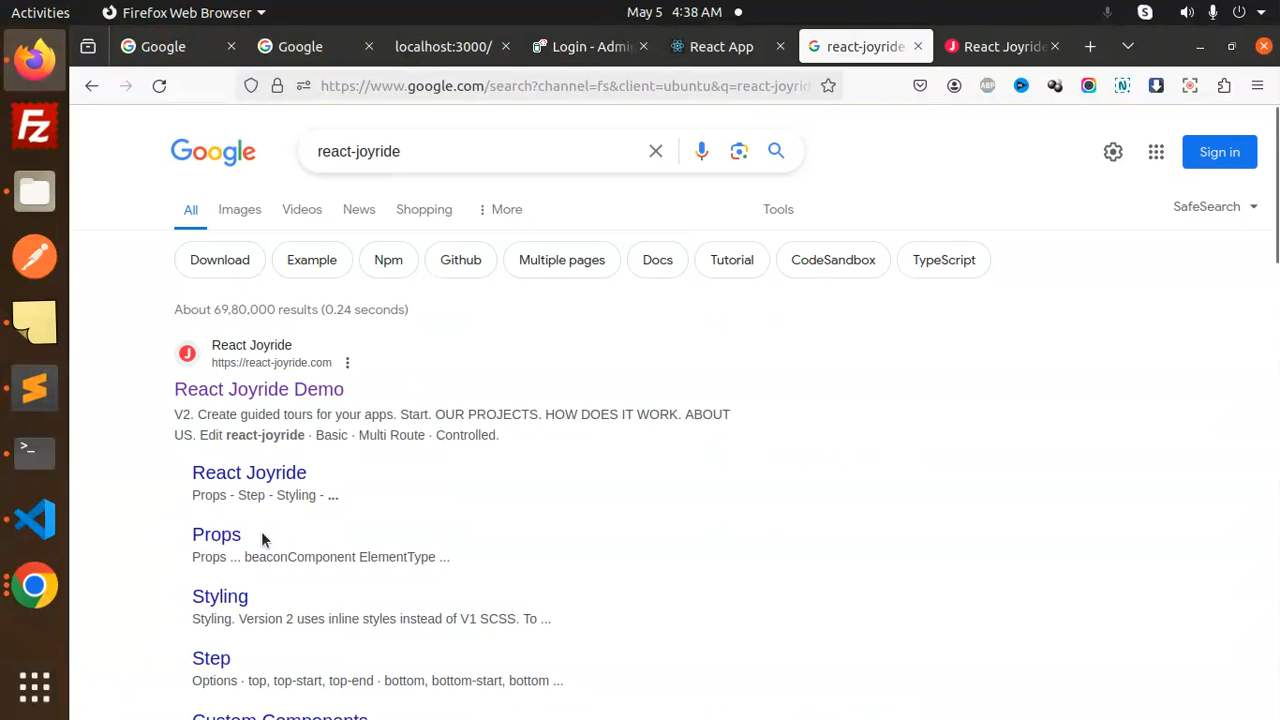 Activities
Firefox Web Browser
May 5 4:38 AM
Google
Google
localhost:3000/
Login - Admi
React App
react-joyride
React Joyride
https://www.google.com/search?channel=fs&client=ubuntu&q=react-joyrid
Google
react-joyride
Sign in
All
Images
Videos
News
Shopping
More
Tools
SafeSearch
Download
Example
Npm
Github
Multiple pages
Docs
Tutorial
CodeSandbox
TypeScript
About 69,80,000 results (0.24 seconds)
React Joyride
https://react-joyride.com
React Joyride Demo
V2. Create guided tours for your apps. Start. OUR PROJECTS. HOW DOES IT WORK. ABOUT
US. Edit react-joyride · Basic · Multi Route · Controlled.
React Joyride
Props - Step - Styling - ...
Props
Props ... beaconComponent ElementType ...
Styling
Styling. Version 2 uses inline styles instead of V1 SCSS. To ...
Step
Options · top, top-start, top-end · bottom, bottom-start, bottom ...
Custom Components